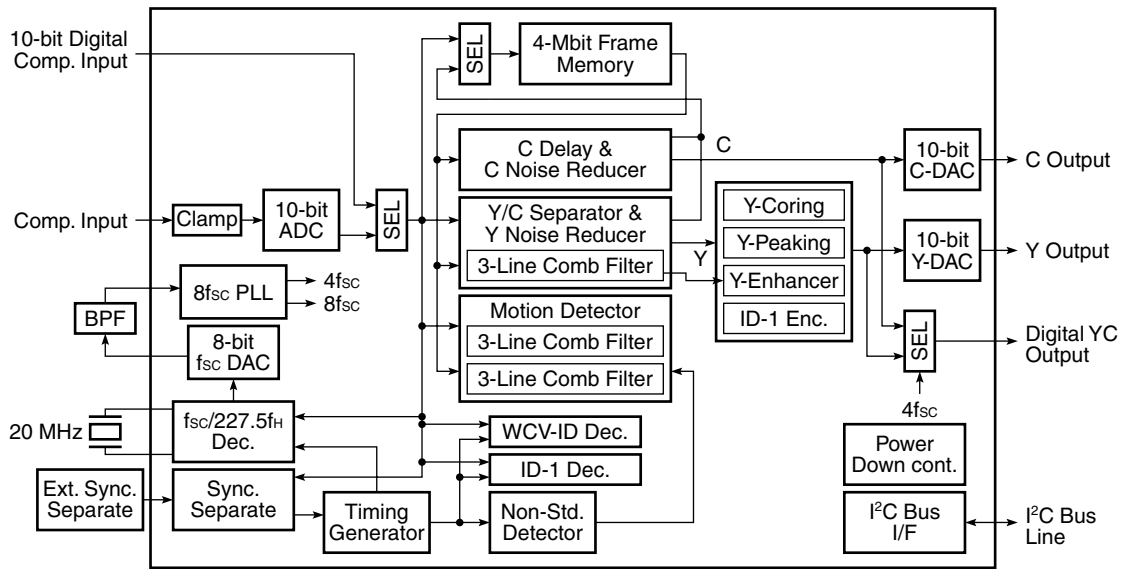 10-bit Digital
Comp. Input
SEL
4-Mbit Frame
Memory
C Delay &
C Noise Reducer
C
10-bit
C-DAC
C Output
Comp. Input
Clamp
10-bit
ADC
SEL
Y/C Separator &
Y Noise Reducer
3-Line Comb Filter
Y
Y-Coring
Y-Peaking
Y-Enhancer
ID-1 Enc.
10-bit
Y-DAC
Y Output
BPF
8fSC PLL
4fSC
8fSC
8-bit
fSC DAC
Motion Detector
3-Line Comb Filter
3-Line Comb Filter
SEL
4fSC
Digital YC
Output
20 MHz
fSC/227.5fH
Dec.
WCV-ID Dec.
ID-1 Dec.
Power
Down cont.
Ext. Sync.
Separate
Sync.
Separate
Timing
Generator
Non-Std.
Detector
I²C Bus
I/F
I²C Bus
Line